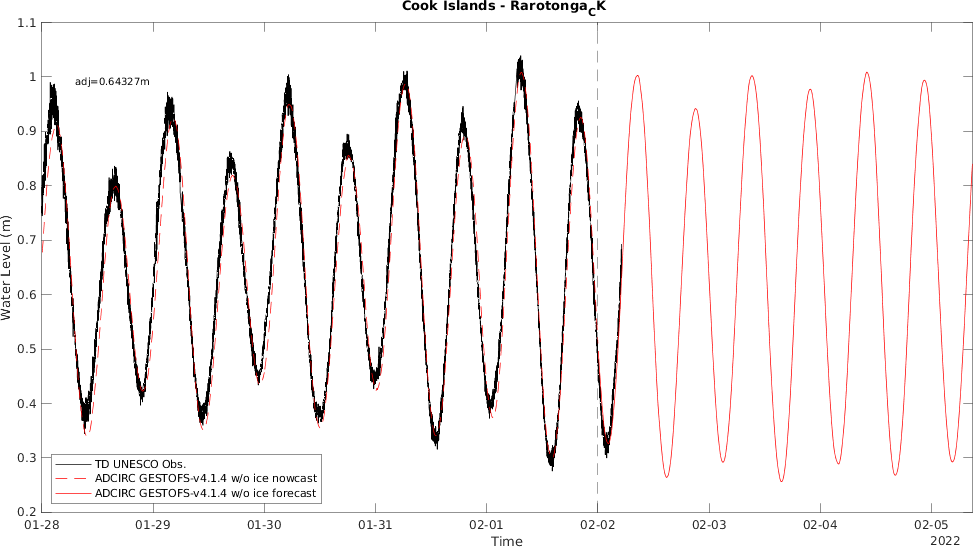 Cook Islands - Rarotonga_CK
1.1
1
0.9
0.8
0.7
0.6
0.5
0.4
0.3
0.2
Water Level (m)
adj=0.64327m
TD UNESCO Obs.
ADCIRC GESTOFS-v4.1.4 w/o ice nowcast
ADCIRC GESTOFS-v4.1.4 w/o ice forecast
01-28 01-29 01-30 01-31 02-01 02-02 02-03 02-04 02-05
Time
2022